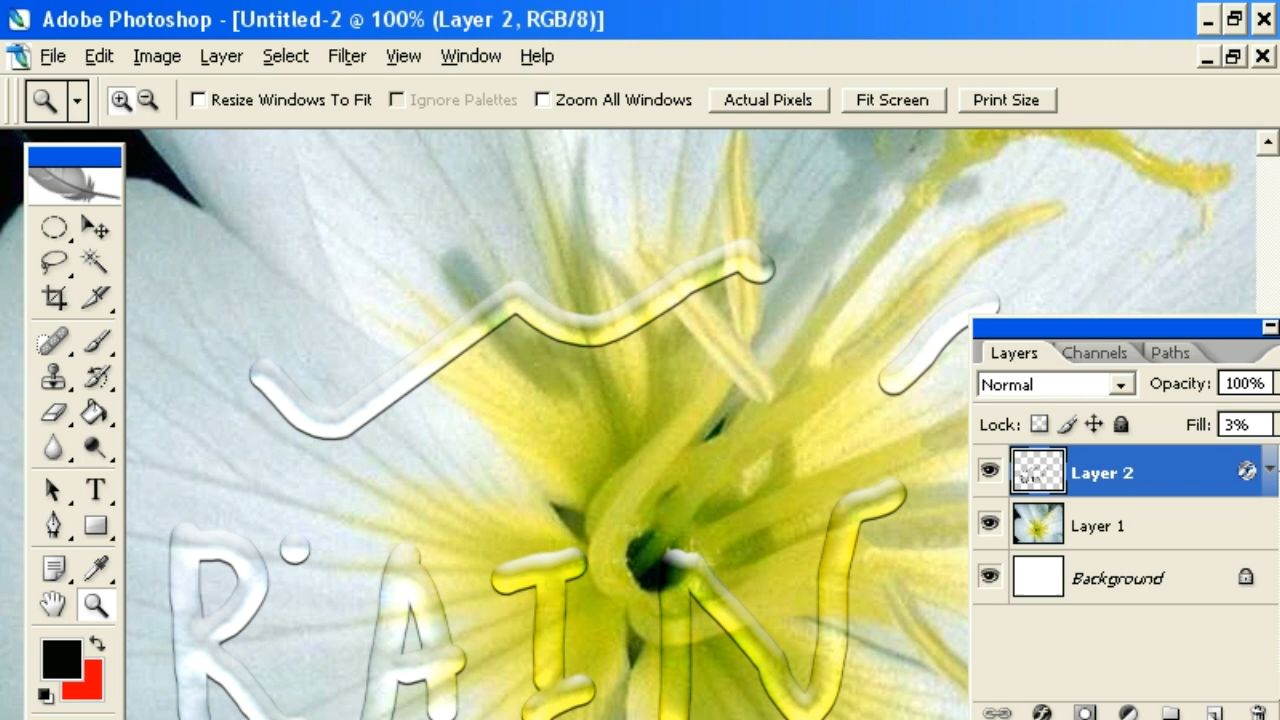 Adobe Photoshop - [Untitled-2 @ 100% (Layer 2, RGB/8)]
File Edit Image Layer Select Filter View Window Help
Resize Windows To Fit Ignore Palettes Zoom All Windows Actual Pixels Fit Screen Print Size
Layers Channels Paths
Normal Opacity: 100%
Lock: Fill: 3%
Layer 2
Layer 1
Background
RAIN